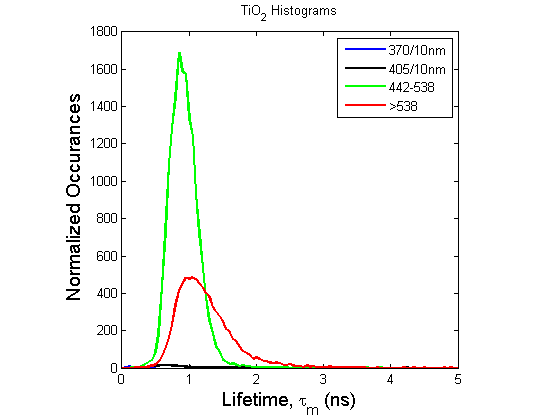 TiO2 Histograms
1800
1600
1400
1200
1000
800
600
400
200
0
Normalized Occurances
370/10nm
405/10nm
442-538
>538
0 1 2 3 4 5
Lifetime, τm (ns)